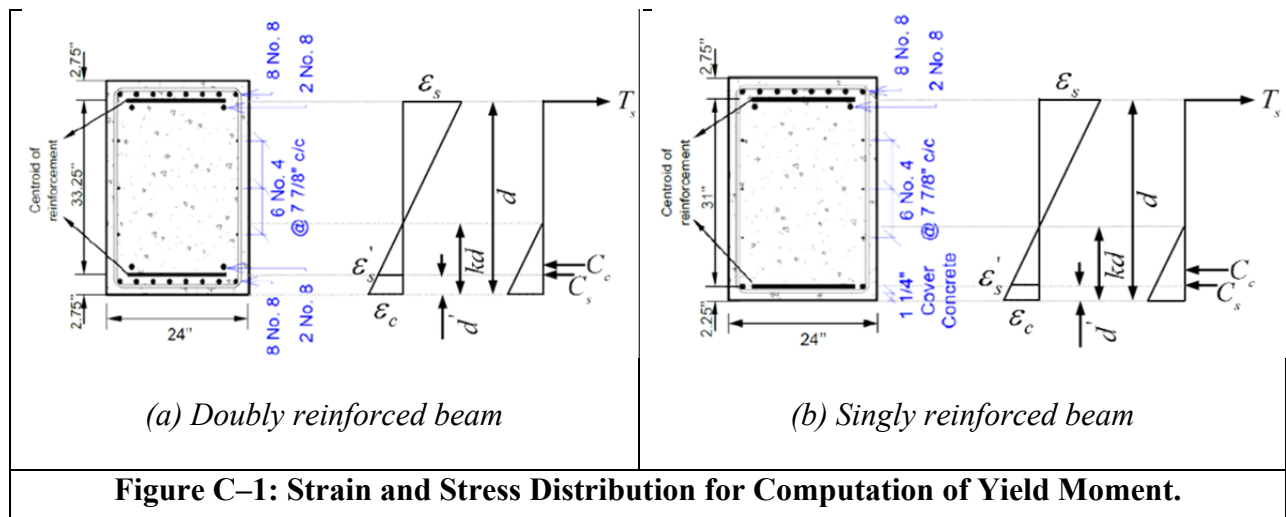 2.75"
8 No. 8
2 No. 8
Centroid of
reinforcement
33.25"
6 No. 4
@ 7 7/8" c/c
2.75"
24"
8 No. 8
2 No. 8
εs
Ts
d
kd
ε's
εc
d'
Cc
Cs
2.75"
8 No. 8
2 No. 8
Centroid of
reinforcement
31"
6 No. 4
@ 7 7/8" c/c
1 1/4"
Cover
Concrete
2.25"
24"
εs
Ts
d
kd
ε's
εc
d'
Cc
Cs
(a) Doubly reinforced beam
(b) Singly reinforced beam
Figure C–1: Strain and Stress Distribution for Computation of Yield Moment.